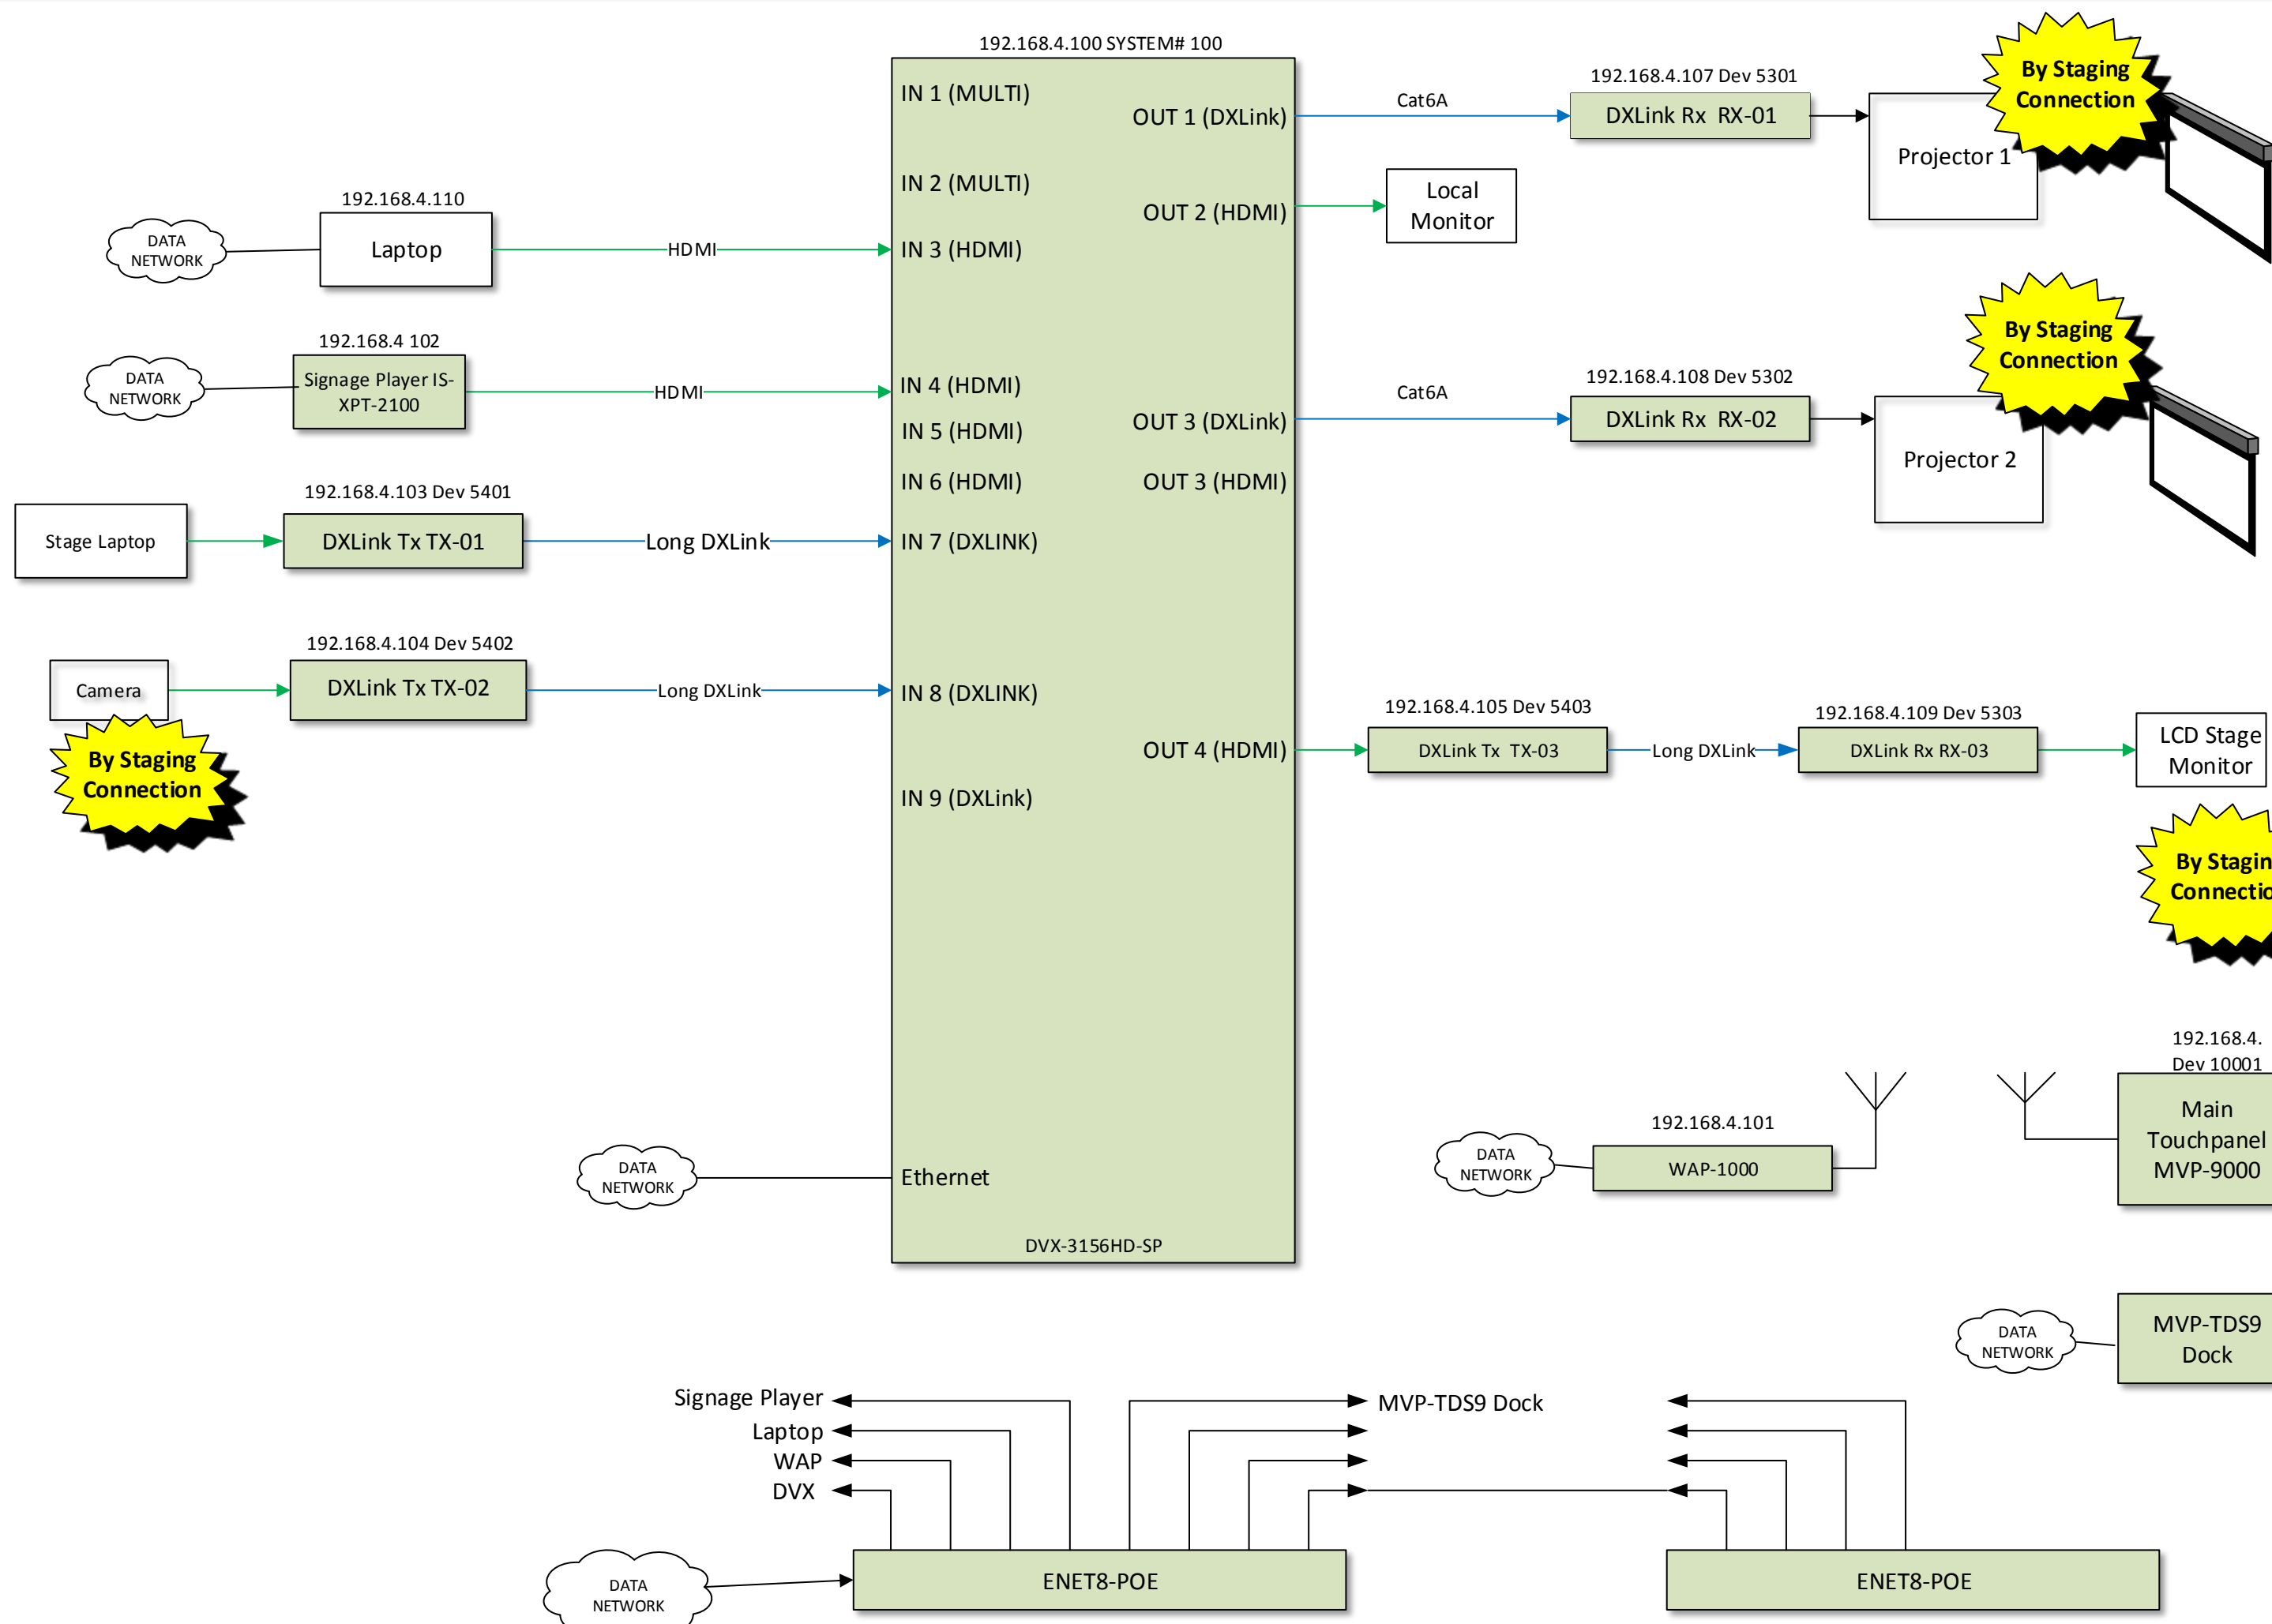 192.168.4.100 SYSTEM# 100
IN 1 (MULTI)
IN 2 (MULTI)
IN 3 (HDMI)
IN 4 (HDMI)
IN 5 (HDMI)
IN 6 (HDMI)
IN 7 (DXLINK)
IN 8 (DXLINK)
IN 9 (DXLink)
Ethernet
OUT 1 (DXLink)
OUT 2 (HDMI)
OUT 3 (DXLink)
OUT 3 (HDMI)
OUT 4 (HDMI)
DVX-3156HD-SP
192.168.4.110
DATA
NETWORK
Laptop
HDMI
192.168.4 102
DATA
NETWORK
Signage Player IS-
XPT-2100
HDMI
192.168.4.103 Dev 5401
Stage Laptop
DXLink Tx TX-01
Long DXLink
192.168.4.104 Dev 5402
Camera
DXLink Tx TX-02
Long DXLink
By Staging
Connection
DATA
NETWORK
Cat6A
192.168.4.107 Dev 5301
DXLink Rx RX-01
Projector 1
By Staging
Connection
Local
Monitor
Cat6A
192.168.4.108 Dev 5302
DXLink Rx RX-02
Projector 2
By Staging
Connection
192.168.4.105 Dev 5403
DXLink Tx TX-03
Long DXLink
192.168.4.109 Dev 5303
DXLink Rx RX-03
LCD Stage
Monitor
By Stagin
Connectio
192.168.4.101
DATA
NETWORK
WAP-1000
192.168.4.
Dev 10001
Main
Touchpanel
MVP-9000
DATA
NETWORK
MVP-TDS9
Dock
Signage Player
Laptop
WAP
DVX
MVP-TDS9 Dock
DATA
NETWORK
ENET8-POE
ENET8-POE